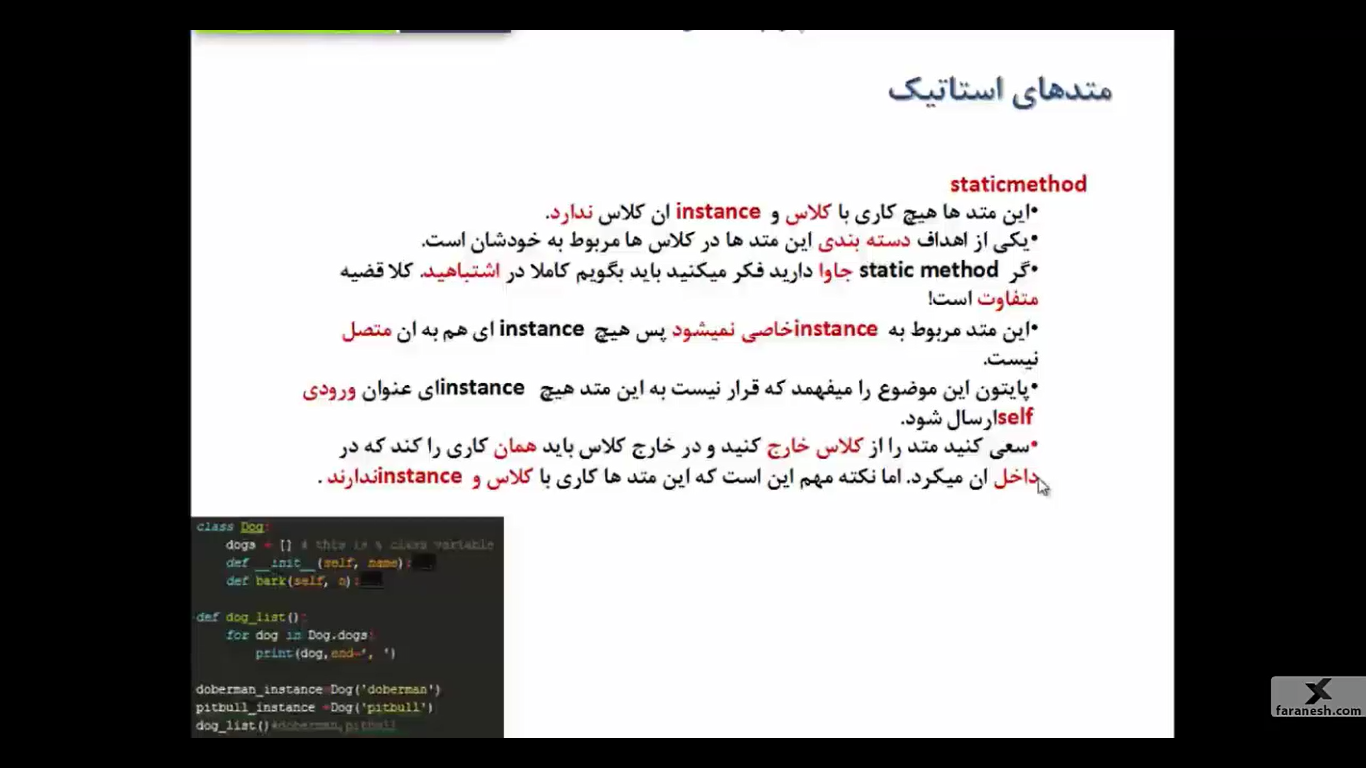 متدهای استاتیک
staticmethod
•این متد ها هیچ کاری با کلاس و instance ان کلاس ندارد.
•یکی از اهداف دسته بندی این متد ها در کلاس ها مربوط به خودشان است.
•گر static method جاوا دارید فکر میکنید باید بگویم کاملا در اشتباهید. کلا قضیه
متفاوت است!
•این متد مربوط به instanceخاصی نمیشود پس هیچ instance ای هم به ان متصل
نیست.
•پایتون این موضوع را میفهمد که قرار نیست به این متد هیچ instanceای عنوان ورودی
selfارسال شود.
•سعی کنید متد را از کلاس خارج کنید و در خارج کلاس باید همان کاری را کند که در
داخل ان میکرد. اما نکته مهم این است که این متد ها کاری با کلاس و instanceندارند .
class Dog:
dogs = [] # this is a class variable
def __init__(self, name):
def bark(self, n):
def dog_list():
for dog in Dog.dogs:
print(dog,end=', ')
doberman_instance=Dog('doberman')
pitbull_instance =Dog('pitbull')
dog_list()#doberman,pitbull
faranesh.com